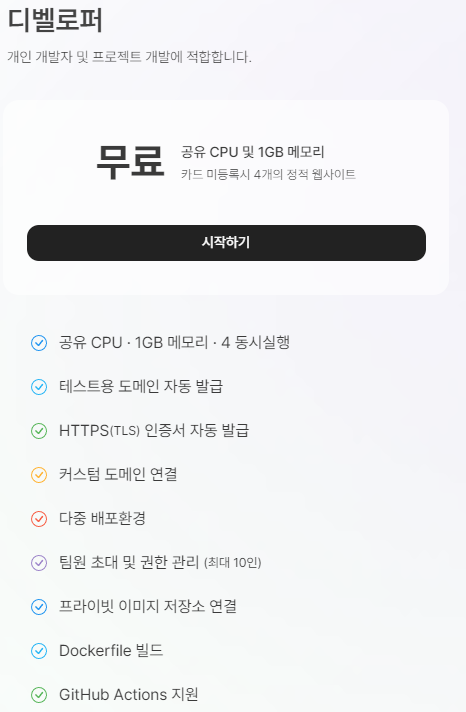 디벨로퍼
개인 개발자 및 프로젝트 개발에 적합합니다.
무료
공유 CPU 및 1GB 메모리
카드 미등록시 4개의 정적 웹사이트
시작하기
공유 CPU · 1GB 메모리 · 4 동시실행
테스트용 도메인 자동 발급
HTTPS(TLS) 인증서 자동 발급
커스텀 도메인 연결
다중 배포환경
팀원 초대 및 권한 관리 (최대 10인)
프라이빗 이미지 저장소 연결
Dockerfile 빌드
GitHub Actions 지원